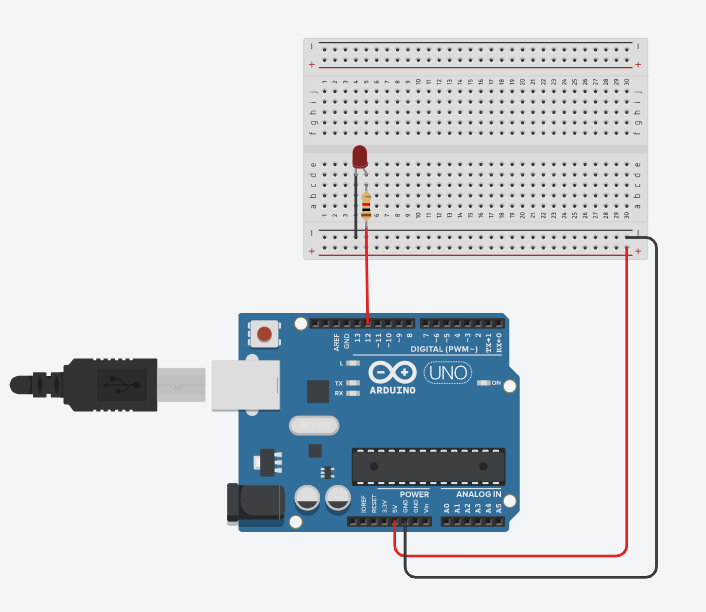 − −
+ +
1 2 3 4 5 6 7 8 9 10 11 12 13 14 15 16 17 18 19 20 21 22 23 24 25 26 27 28 29 30
j j
i i
h h
g g
f f
e e
d d
c c
b b
a a
1 2 3 4 6 7 8 9 10 11 12 13 14 15 16 17 18 19 20 21 22 23 24 25 26 27 28 29 30
− −
+ +
AREF GND 13 12 ~11 ~10 ~9 8 7 ~6 ~5 4 ~3 2 TX→1 RX←0
DIGITAL (PWM~)
L
TX
RX
UNO
ON
ARDUINO
POWER ANALOG IN
IOREF RESET 3.3V 5V GND GND Vin A0 A1 A2 A3 A4 A5